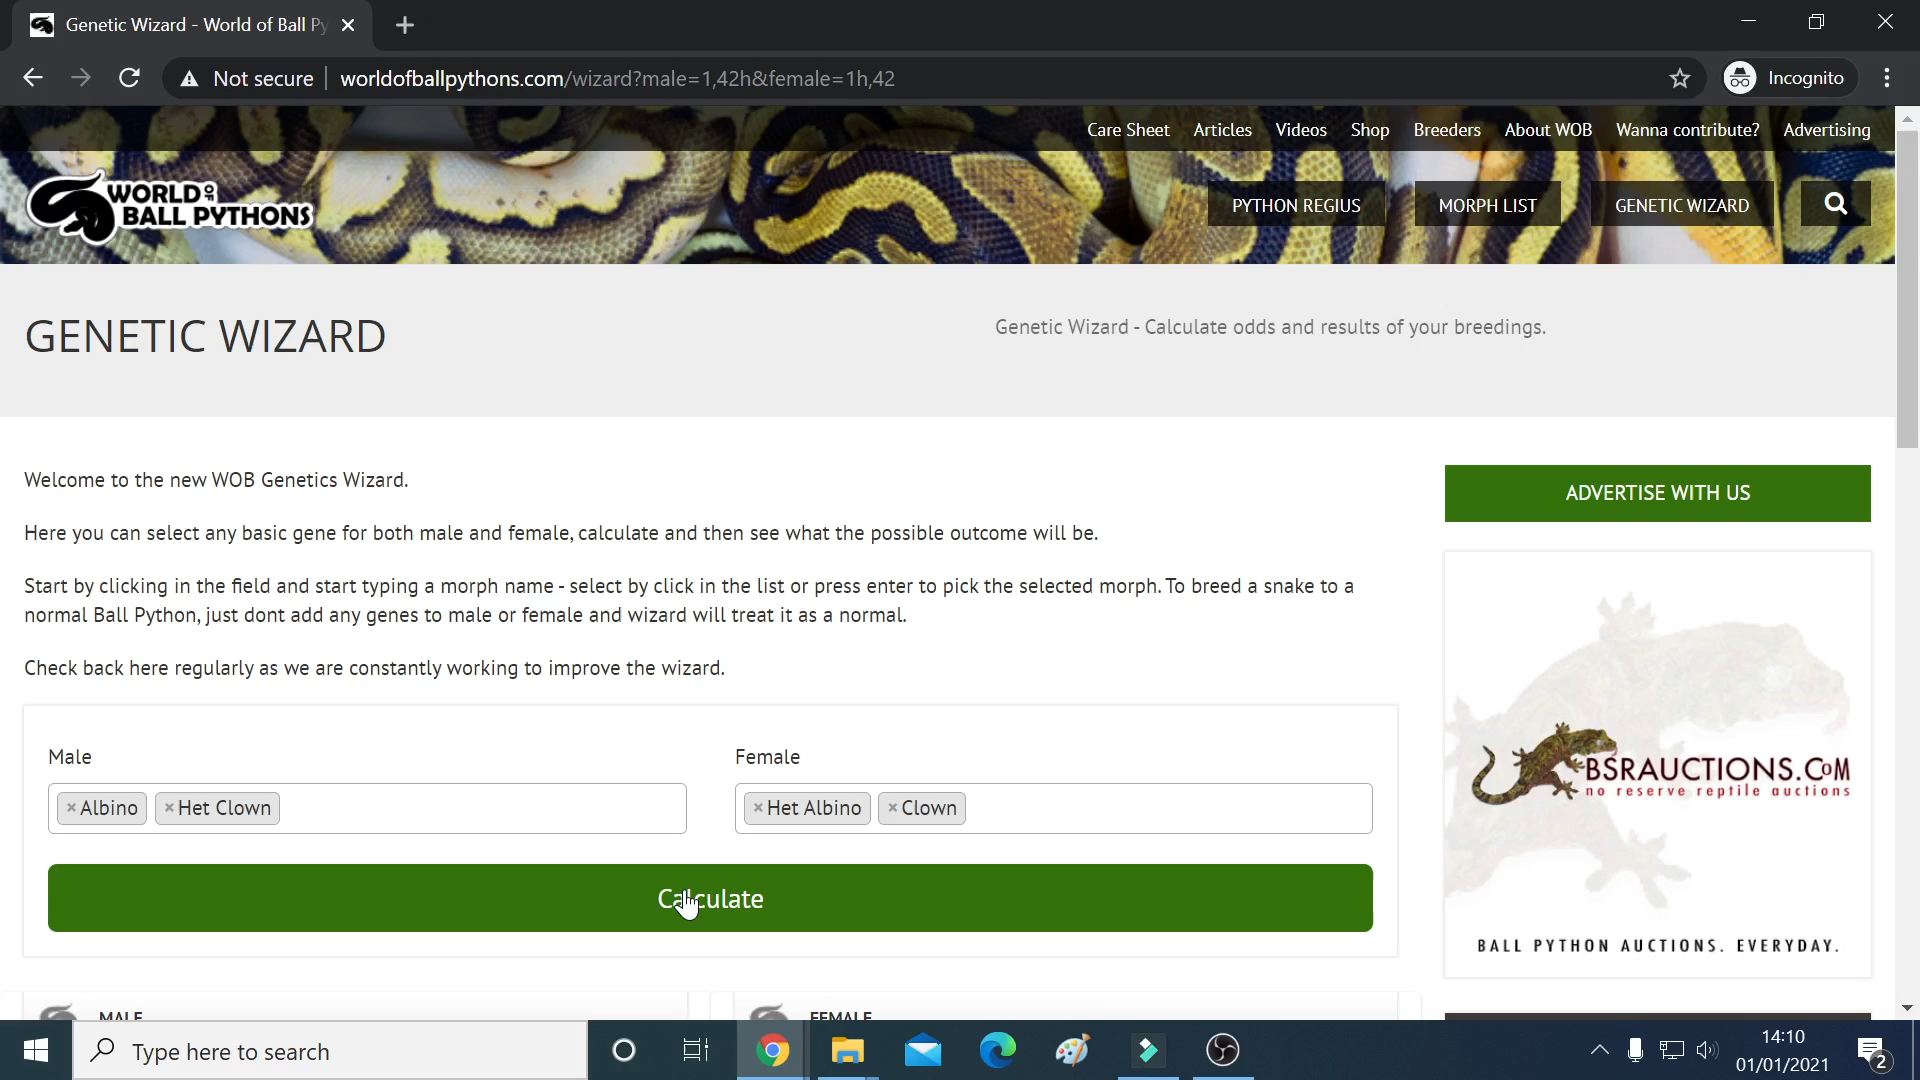 Genetic Wizard - World of Ball Py
Not secure
worldofballpythons.com/wizard?male=1,42h&female=1h,42
Incognito
Care Sheet Articles Videos Shop Breeders About WOB Wanna contribute? Advertising
WORLD OF
BALL PYTHONS
PYTHON REGIUS MORPH LIST GENETIC WIZARD
GENETIC WIZARD
Genetic Wizard - Calculate odds and results of your breedings.
Welcome to the new WOB Genetics Wizard.
Here you can select any basic gene for both male and female, calculate and then see what the possible outcome will be.
Start by clicking in the field and start typing a morph name - select by click in the list or press enter to pick the selected morph. To breed a snake to a
normal Ball Python, just dont add any genes to male or female and wizard will treat it as a normal.
Check back here regularly as we are constantly working to improve the wizard.
ADVERTISE WITH US
BSRAUCTIONS.COM
no reserve reptile auctions
BALL PYTHON AUCTIONS. EVERYDAY.
Male
× Albino × Het Clown
Female
× Het Albino × Clown
Calculate
MALE
FEMALE
Type here to search
14:10
01/01/2021
2